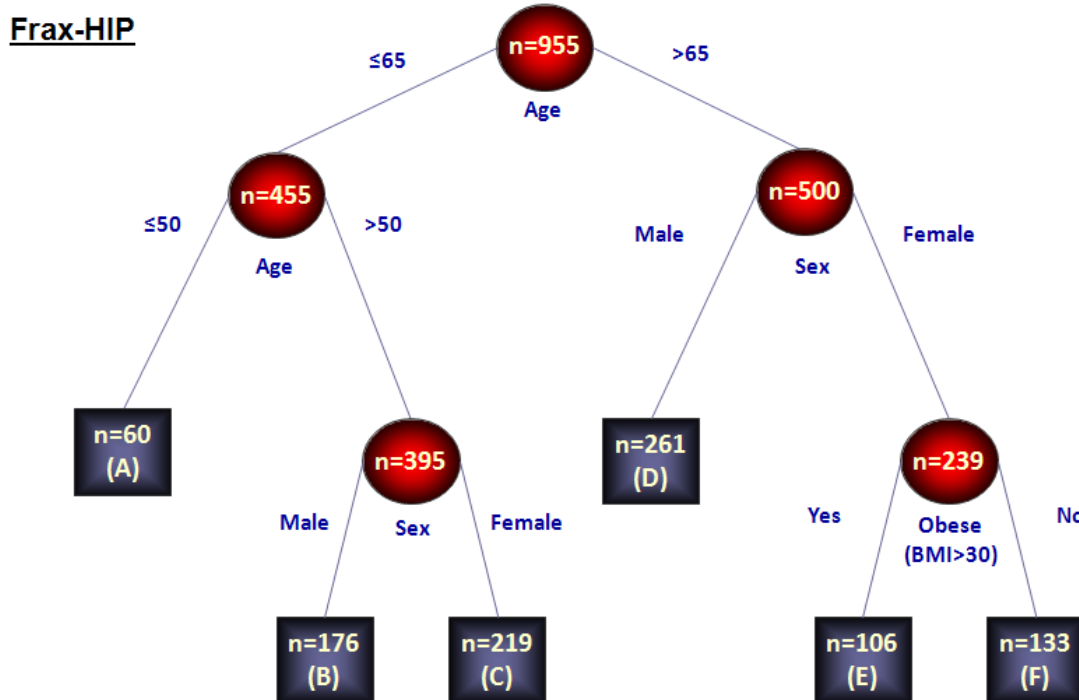 Frax-HIP
n=955
≤65
>65
Age
n=455
n=500
≤50
>50
Male
Female
Age
Sex
n=60
(A)
n=395
n=261
(D)
n=239
Male
Sex
Female
Yes
Obese
(BMI>30)
No
n=176
(B)
n=219
(C)
n=106
(E)
n=133
(F)